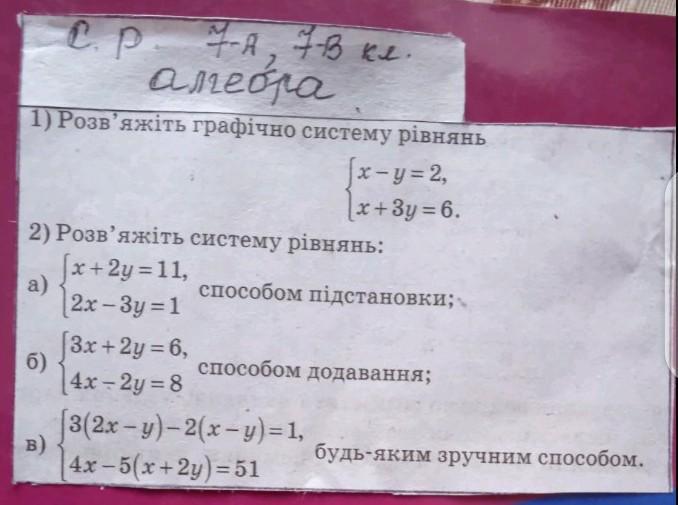 С. Р. 7-А, 7-В кл.
алгебра
1) Розв’яжіть графічно систему рівнянь
{x – y = 2,
x + 3y = 6.
2) Розв’яжіть систему рівнянь:
а) {x + 2y = 11,
2x – 3y = 1 способом підстановки;
б) {3x + 2y = 6,
4x – 2y = 8 способом додавання;
в) {3(2x – y) – 2(x – y) = 1,
4x – 5(x + 2y) = 51 будь-яким зручним способом.